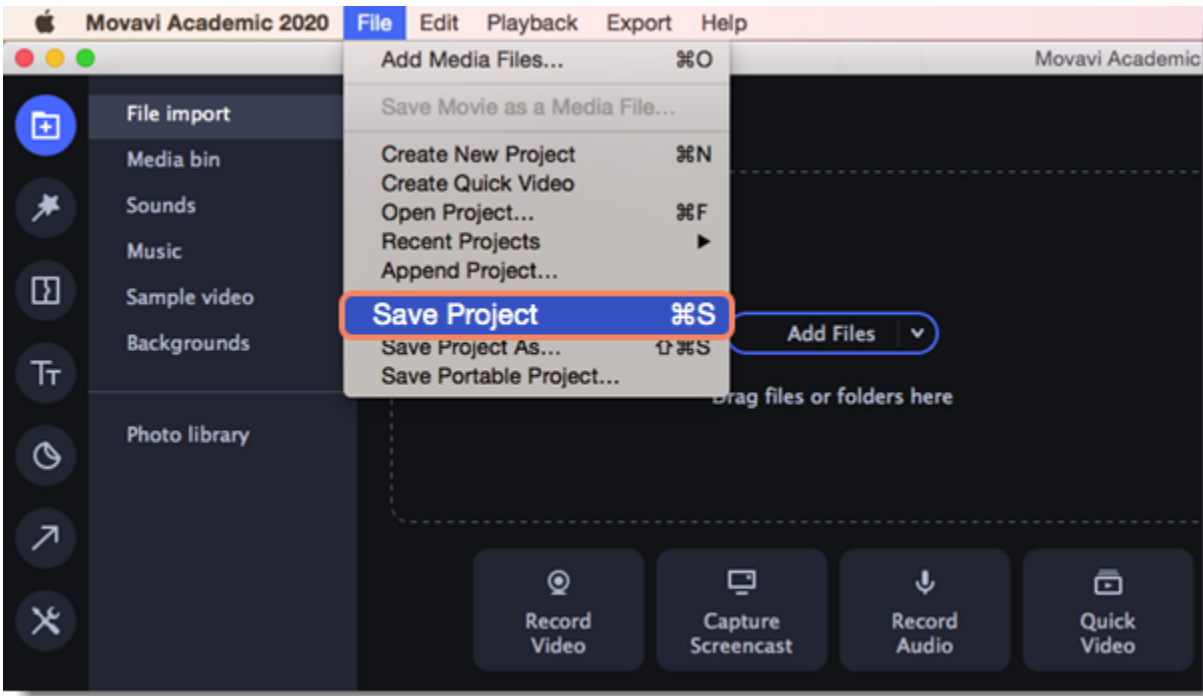 Movavi Academic 2020 File Edit Playback Export Help
Movavi Academic
Add Media Files... ⌘O
Save Movie as a Media File...
Create New Project ⌘N
Create Quick Video
Open Project... ⌘F
Recent Projects ▶
Append Project...
Save Project ⌘S
Save Project As... ⇧⌘S
Save Portable Project...
File import
Media bin
Sounds
Music
Sample video
Backgrounds
Photo library
Tт
Add Files
Drag files or folders here
Record
Video
Capture
Screencast
Record
Audio
Quick
Video